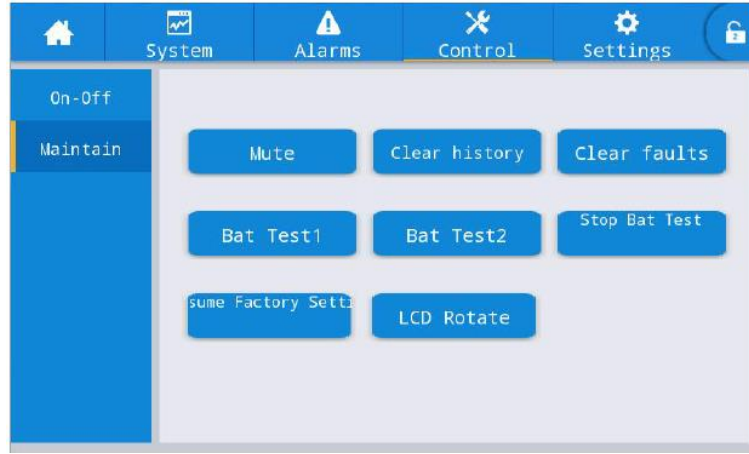 System Alarms Control Settings
On-Off
Maintain
Mute Clear history Clear faults
Bat Test1 Bat Test2 Stop Bat Test
sume Factory Setti LCD Rotate